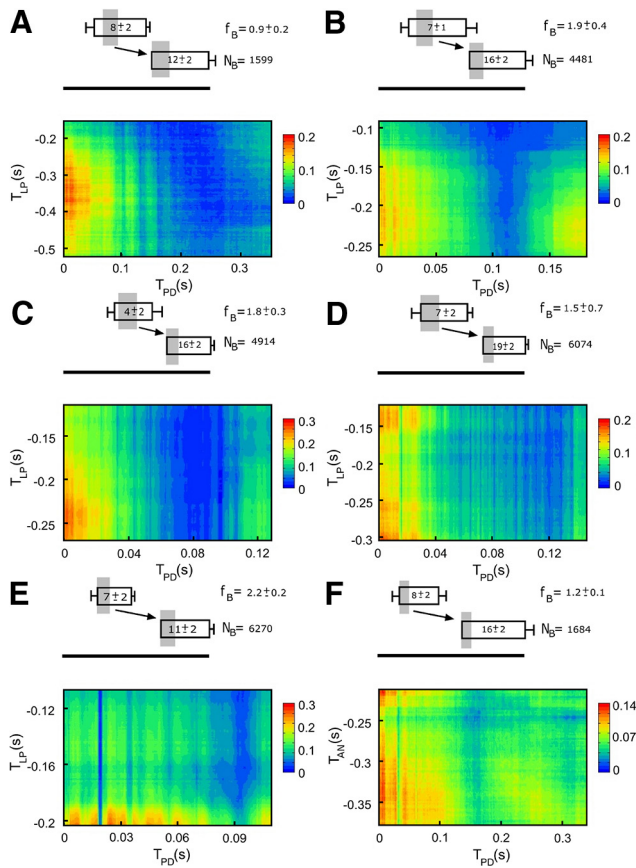 A
8±2
f_B=0.9±0.2
12±2
N_B= 1599
-0.2
-0.3
-0.4
-0.5
T_LP(s)
0 0.1 0.2 0.3
T_PD(s)
0.2
0.1
0
B
7±1
f_B=1.9±0.4
16±2
N_B= 4481
-0.1
-0.15
-0.2
-0.25
T_LP(s)
0 0.05 0.1 0.15
T_PD(s)
0.2
0.1
0
C
4±2
f_B=1.8±0.3
16±2
N_B= 4914
-0.15
-0.2
-0.25
T_LP(s)
0 0.04 0.08 0.12
T_PD(s)
0.3
0.2
0.1
0
D
7±2
f_B=1.5±0.7
19±2
N_B= 6074
-0.15
-0.2
-0.25
-0.3
T_LP(s)
0 0.04 0.08 0.12
T_PD(s)
0.2
0.1
0
E
7±2
f_B= 2.2±0.2
11±2
N_B= 6270
-0.12
-0.16
-0.2
T_LP(s)
0 0.03 0.06 0.09
T_PD(s)
0.3
0.2
0.1
0
F
8±2
f_B=1.2±0.1
16±2
N_B= 1684
-0.25
-0.35
T_AN(s)
0 0.1 0.2 0.3
T_PD(s)
0.14
0.07
0